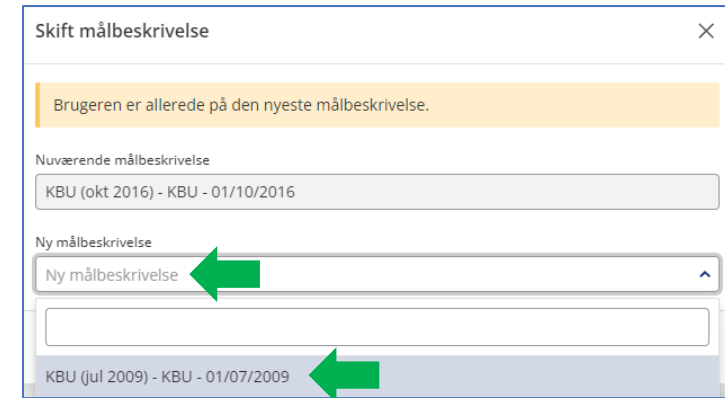 Skift målbeskrivelse
Brugeren er allerede på den nyeste målbeskrivelse.
Nuværende målbeskrivelse
KBU (okt 2016) - KBU - 01/10/2016
Ny målbeskrivelse
Ny målbeskrivelse
KBU (jul 2009) - KBU - 01/07/2009